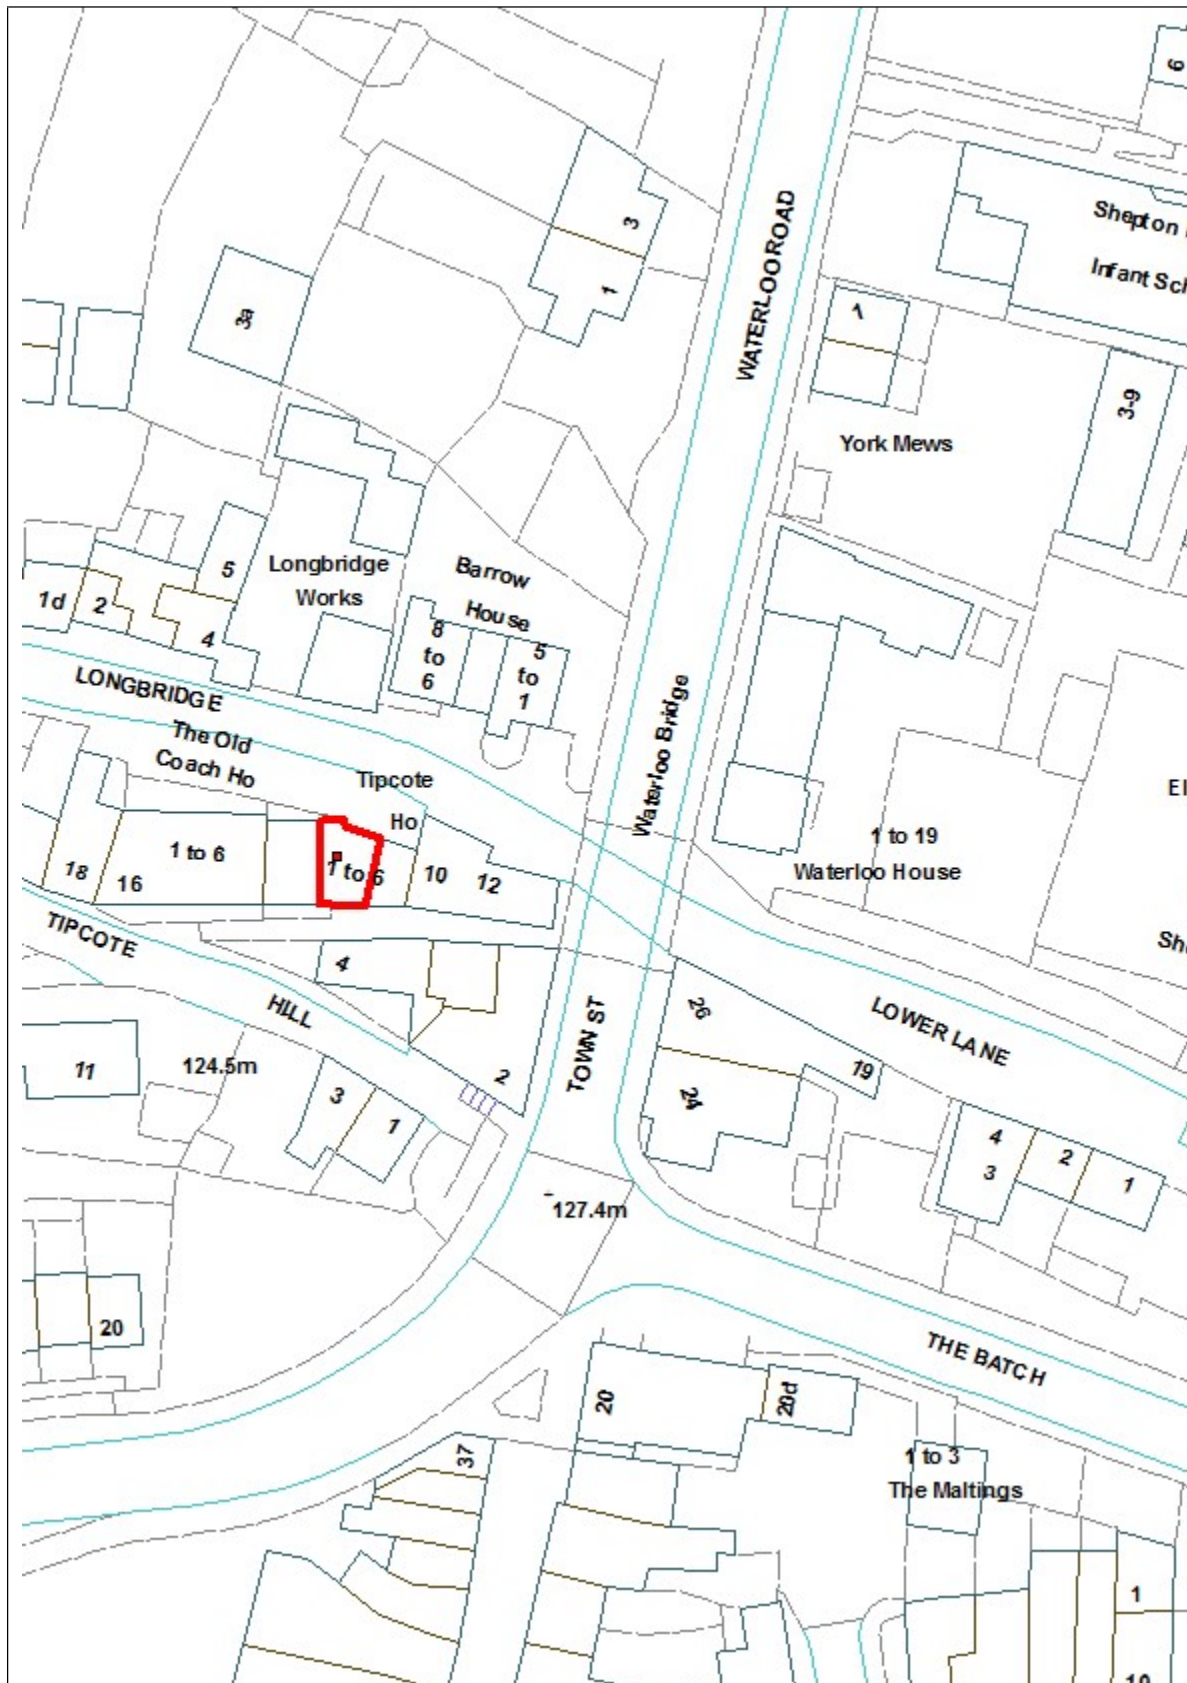 6
WATERLOO ROAD
Shepton
Infant Sch
3
1
3a
1
3-9
York Mews
Longbridge
Works
Barrow
House
5
1d
2
4
8
to
6
5
to
1
LONGBRIDGE
The Old
Coach Ho
Tipcote
Ho
Waterloo Bridge
El
1 to 19
Waterloo House
1 to 6
18
16
1 to 6
10
12
TIPCOTE
HILL
4
Sho
26
LOWER LANE
TOWN ST
11
124.5m
2
19
24
3
1
4
3
2
1
127.4m
20
THE BATCH
20
20d
37
1 to 3
The Maltings
1